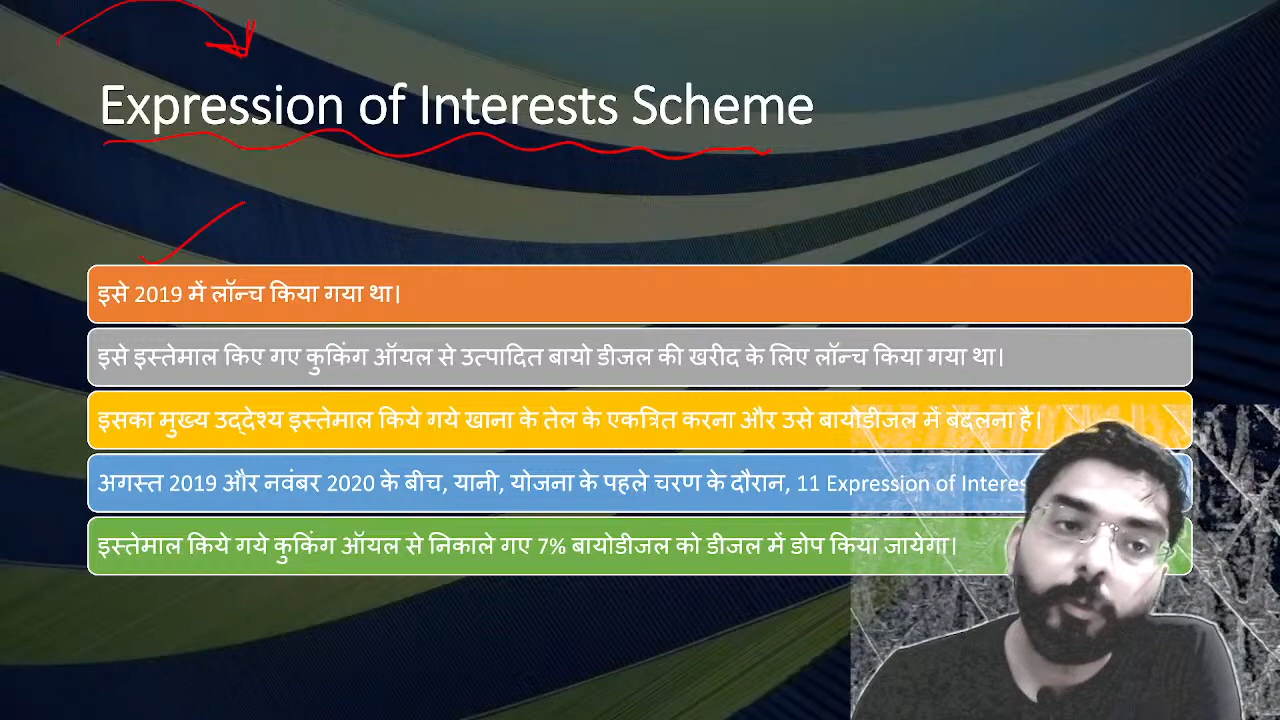 Expression of Interests Scheme
इसे 2019 में लॉन्च किया गया था।
इसे इस्तेमाल किए गए कुकिंग ऑयल से उत्पादित बायो डीजल की खरीद के लिए लॉन्च किया गया था।
इसका मुख्य उद्देश्य इस्तेमाल किये गये खाना के तेल के एकत्रित करना और उसे बायोडीजल में बदलना है।
अगस्त 2019 और नवंबर 2020 के बीच, यानी, योजना के पहले चरण के दौरान, 11 Expression of
इस्तेमाल किये गये कुकिंग ऑयल से निकाले गए 7% बायोडीजल को डीजल में डोप किया जायेगा।